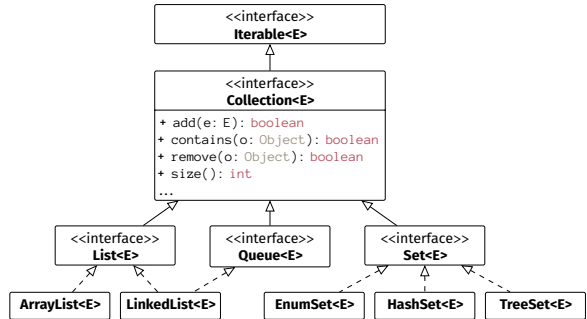 <<interface>>
Iterable<E>
<<interface>>
Collection<E>
+ add(e: E): boolean
+ contains(o: Object): boolean
+ remove(o: Object): boolean
+ size(): int
...
<<interface>>
List<E>
<<interface>>
Queue<E>
<<interface>>
Set<E>
ArrayList<E>
LinkedList<E>
EnumSet<E>
HashSet<E>
TreeSet<E>